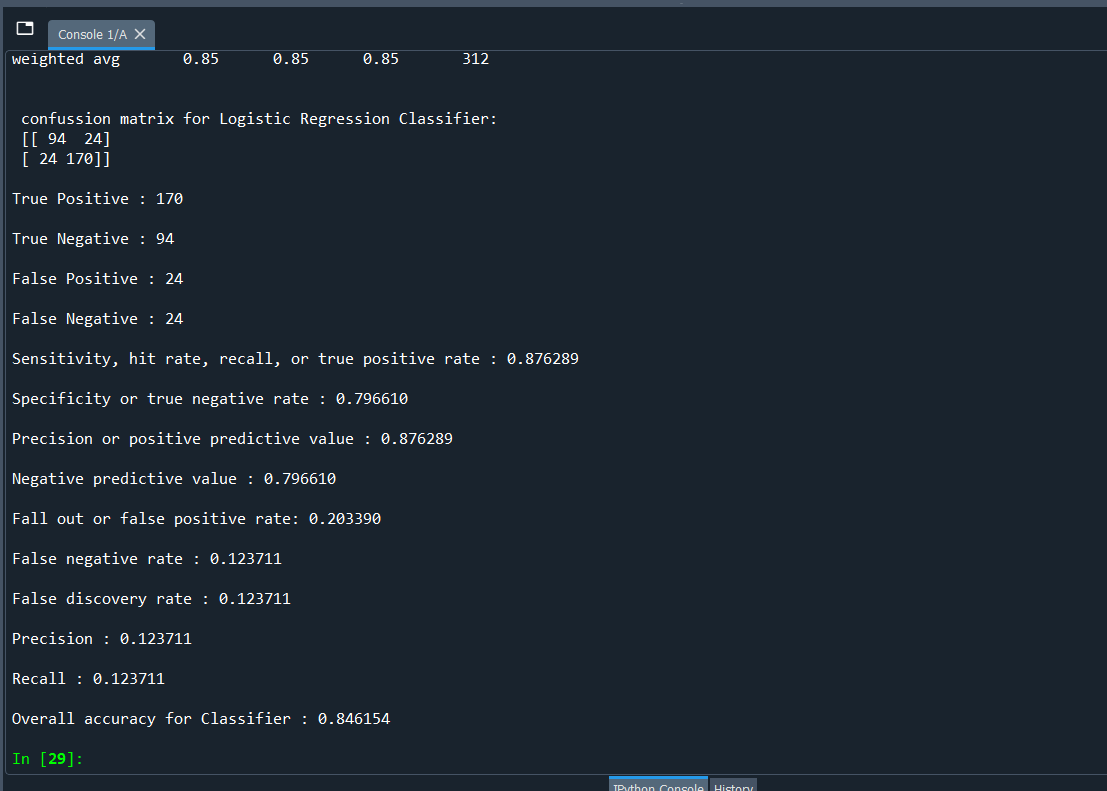 Console 1/A
weighted avg 0.85 0.85 0.85 312
confussion matrix for Logistic Regression Classifier:
[[ 94 24]
[ 24 170]]
True Positive : 170
True Negative : 94
False Positive : 24
False Negative : 24
Sensitivity, hit rate, recall, or true positive rate : 0.876289
Specificity or true negative rate : 0.796610
Precision or positive predictive value : 0.876289
Negative predictive value : 0.796610
Fall out or false positive rate: 0.203390
False negative rate : 0.123711
False discovery rate : 0.123711
Precision : 0.123711
Recall : 0.123711
Overall accuracy for Classifier : 0.846154
In [29]:
IPython Console History